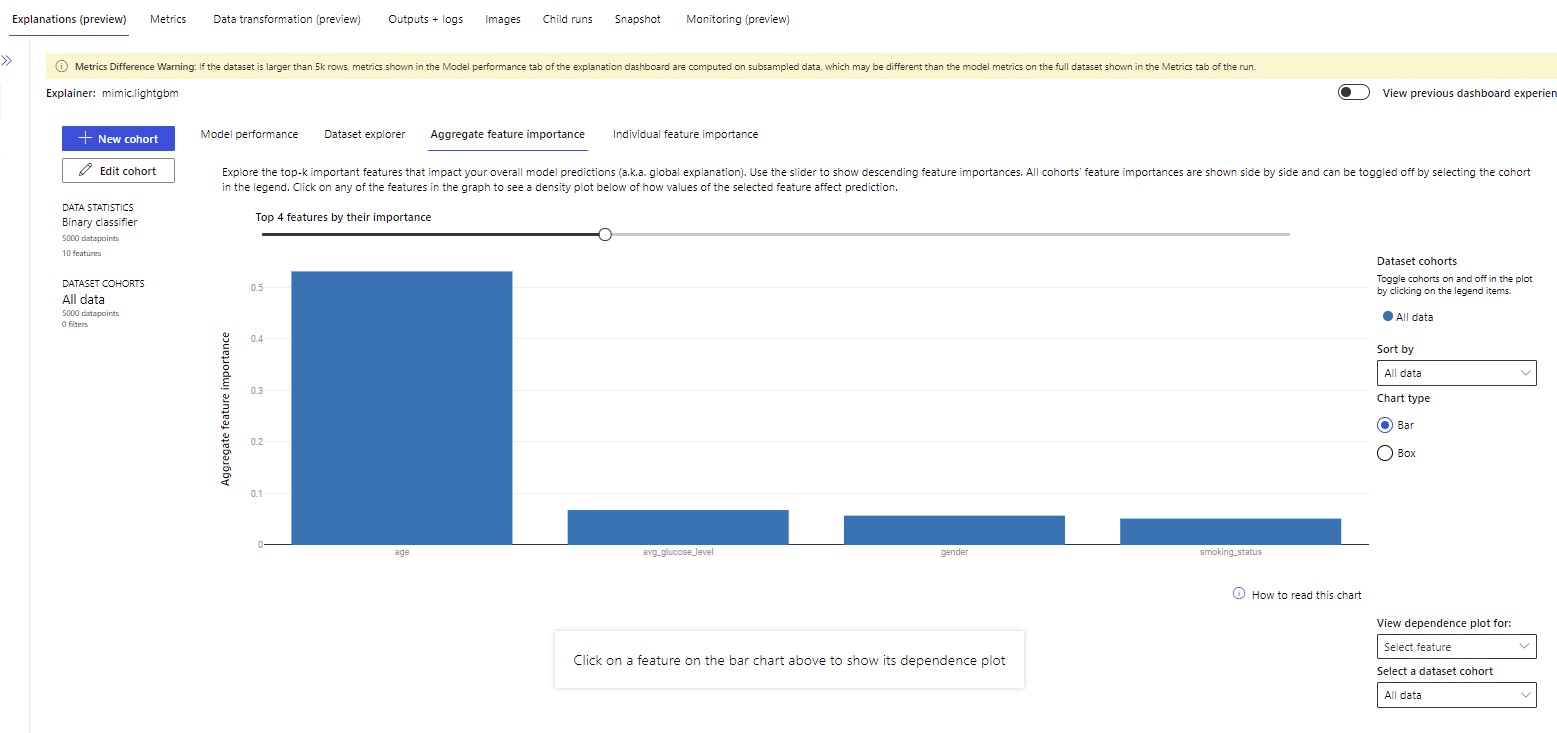 Explanations (preview) Metrics Data transformation (preview) Outputs + logs Images Child runs Snapshot Monitoring (preview)
Metrics Difference Warning: If the dataset is larger than 5k rows, metrics shown in the Model performance tab of the explanation dashboard are computed on subsampled data, which may be different than the model metrics on the full dataset shown in the Metrics tab of the run.
Explainer: mimic.lightgbm
View previous dashboard experien
New cohort
Edit cohort
DATA STATISTICS
Binary classifier
5000 datapoints
10 features
DATASET COHORTS
All data
5000 datapoints
0 filters
Model performance Dataset explorer Aggregate feature importance Individual feature importance
Explore the top-k important features that impact your overall model predictions (a.k.a. global explanation). Use the slider to show descending feature importances. All cohorts' feature importances are shown side by side and can be toggled off by selecting the cohort
in the legend. Click on any of the features in the graph to see a density plot below of how values of the selected feature affect prediction.
Top 4 features by their importance
Aggregate feature importance
0.5
0.4
0.3
0.2
0.1
0
age avg_glucose_level gender smoking_status
Dataset cohorts
Toggle cohorts on and off in the plot
by clicking on the legend items.
All data
Sort by
All data
Chart type
Bar
Box
How to read this chart
Click on a feature on the bar chart above to show its dependence plot
View dependence plot for:
Select feature
Select a dataset cohort
All data